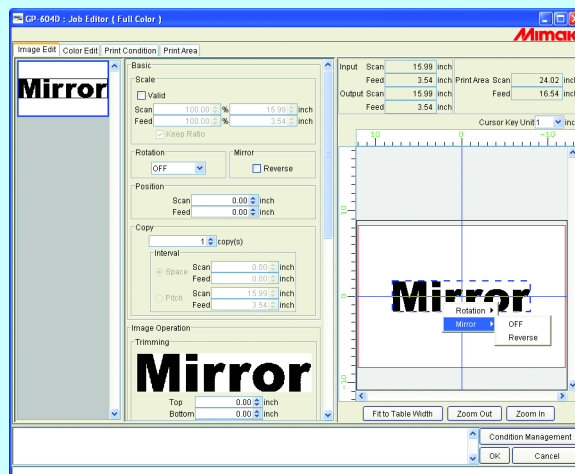 GP-604D : Job Editor ( Full Color )
Mimaki
Image Edit Color Edit Print Condition Print Area
Mirror
Basic
Scale
Valid
Scan 100.00 % 15.99 inch
Feed 100.00 % 3.54 inch
Keep Ratio
Rotation
OFF
Mirror
Reverse
Position
Scan 0.00 inch
Feed 0.00 inch
Copy
1 copy(s)
Interval
Space
Scan 0.00 inch
Feed 0.00 inch
Pitch
Scan 15.99 inch
Feed 3.54 inch
Image Operation
Trimming
Mirror
Top 0.00 inch
Bottom 0.00 inch
Input Scan 15.99 inch
Feed 3.54 inch Print Area Scan 24.02 inc
Output Scan 15.99 inch Feed 16.54 inc
Feed 3.54 inch
Cursor Key Unit 1 inc
10 0 -10
10
0
-10
Mirror
Rotation
Mirror
OFF
Reverse
Fit to Table Width Zoom Out Zoom In
Condition Management
OK Cancel